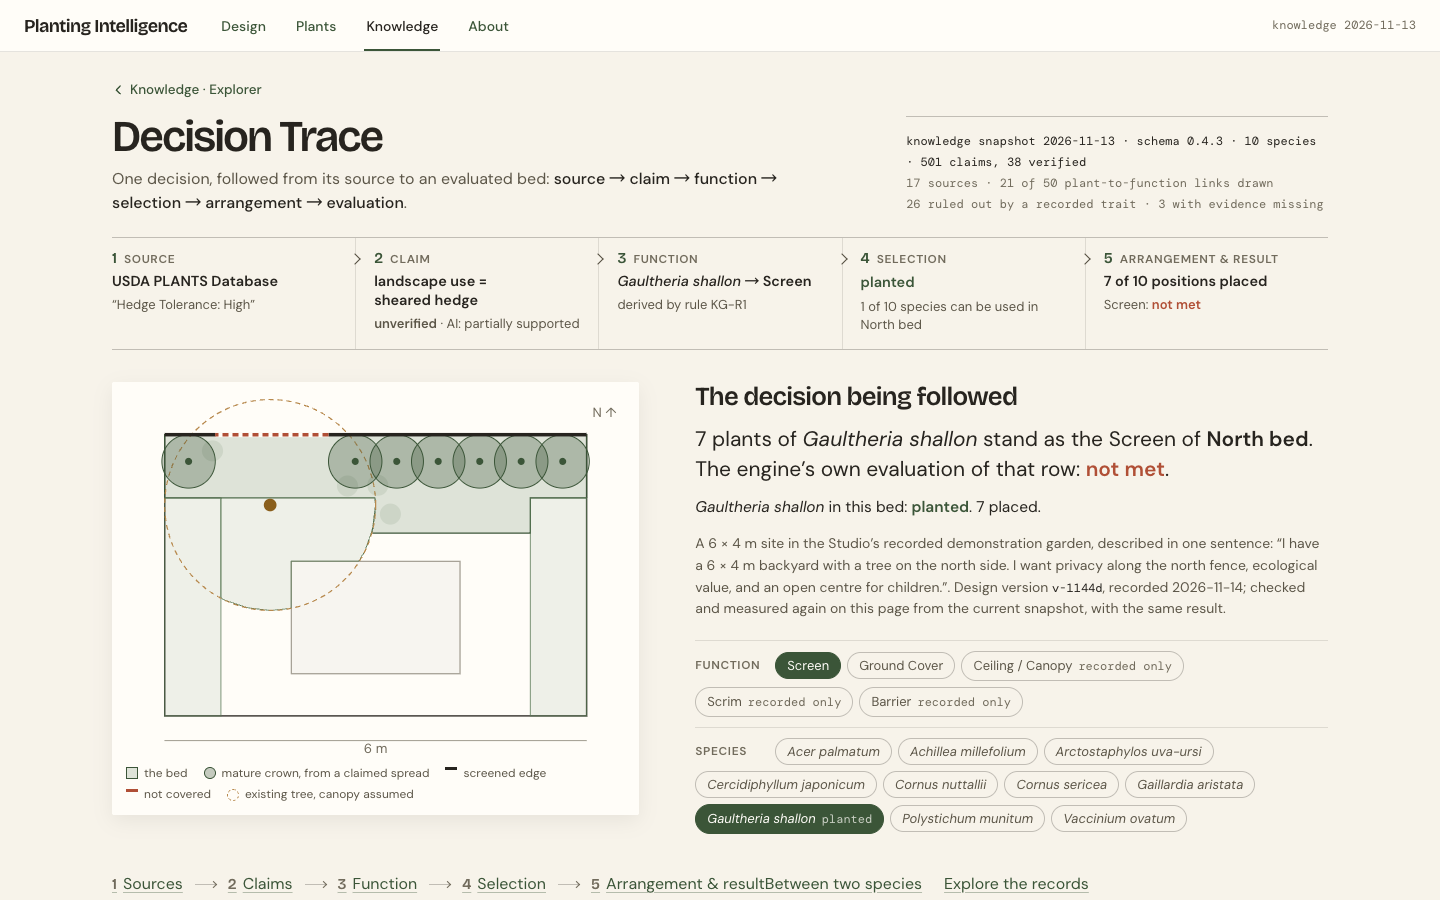 Planting Intelligence Design Plants Knowledge About knowledge 2026-11-13
Knowledge · Explorer
Decision Trace
One decision, followed from its source to an evaluated bed: source → claim → function →
selection → arrangement → evaluation.
knowledge snapshot 2026-11-13 · schema 0.4.3 · 10 species
· 501 claims, 38 verified
17 sources · 21 of 50 plant-to-function links drawn
26 ruled out by a recorded trait · 3 with evidence missing
1 SOURCE
USDA PLANTS Database
“Hedge Tolerance: High”
2 CLAIM
landscape use =
sheared hedge
unverified · AI: partially supported
3 FUNCTION
Gaultheria shallon → Screen
derived by rule KG-R1
4 SELECTION
planted
1 of 10 species can be used in
North bed
5 ARRANGEMENT & RESULT
7 of 10 positions placed
Screen: not met
N ↑
6 m
the bed mature crown, from a claimed spread screened edge
not covered existing tree, canopy assumed
The decision being followed
7 plants of Gaultheria shallon stand as the Screen of North bed.
The engine’s own evaluation of that row: not met.
Gaultheria shallon in this bed: planted. 7 placed.
A 6 × 4 m site in the Studio’s recorded demonstration garden, described in one sentence: “I have
a 6 × 4 m backyard with a tree on the north side. I want privacy along the north fence, ecological
value, and an open centre for children.”. Design version v-1144d, recorded 2026-11-14; checked
and measured again on this page from the current snapshot, with the same result.
FUNCTION Screen Ground Cover Ceiling / Canopy recorded only
Scrim recorded only Barrier recorded only
SPECIES Acer palmatum Achillea millefolium Arctostaphylos uva-ursi
Cercidiphyllum japonicum Cornus nuttallii Cornus sericea Gaillardia aristata
Gaultheria shallon planted Polystichum munitum Vaccinium ovatum
1 Sources → 2 Claims → 3 Function → 4 Selection → 5 Arrangement & resultBetween two species Explore the records